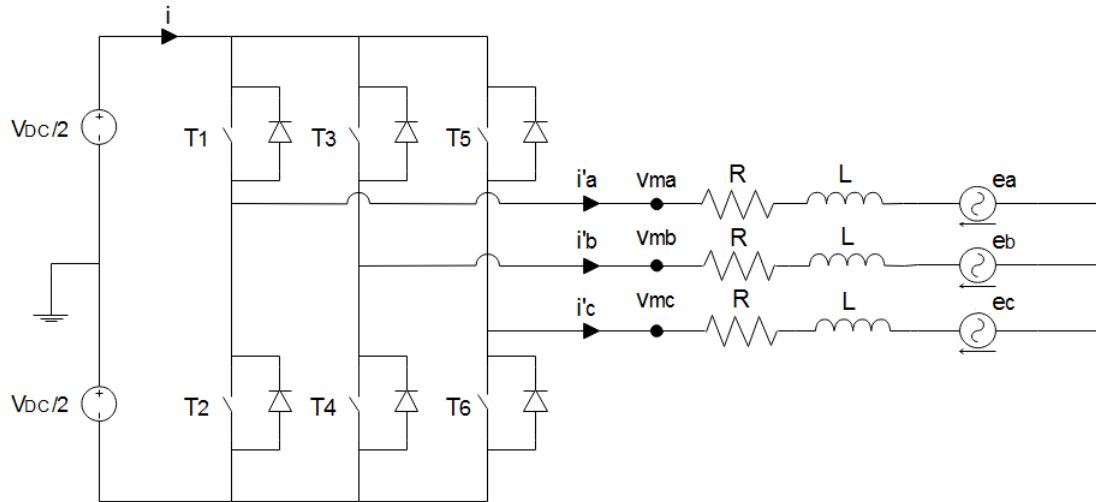 i
VDC/2
T1
T3
T5
i'a
Vma
R
L
ea
i'b
Vmb
R
L
eb
i'c
Vmc
R
L
ec
VDC/2
T2
T4
T6